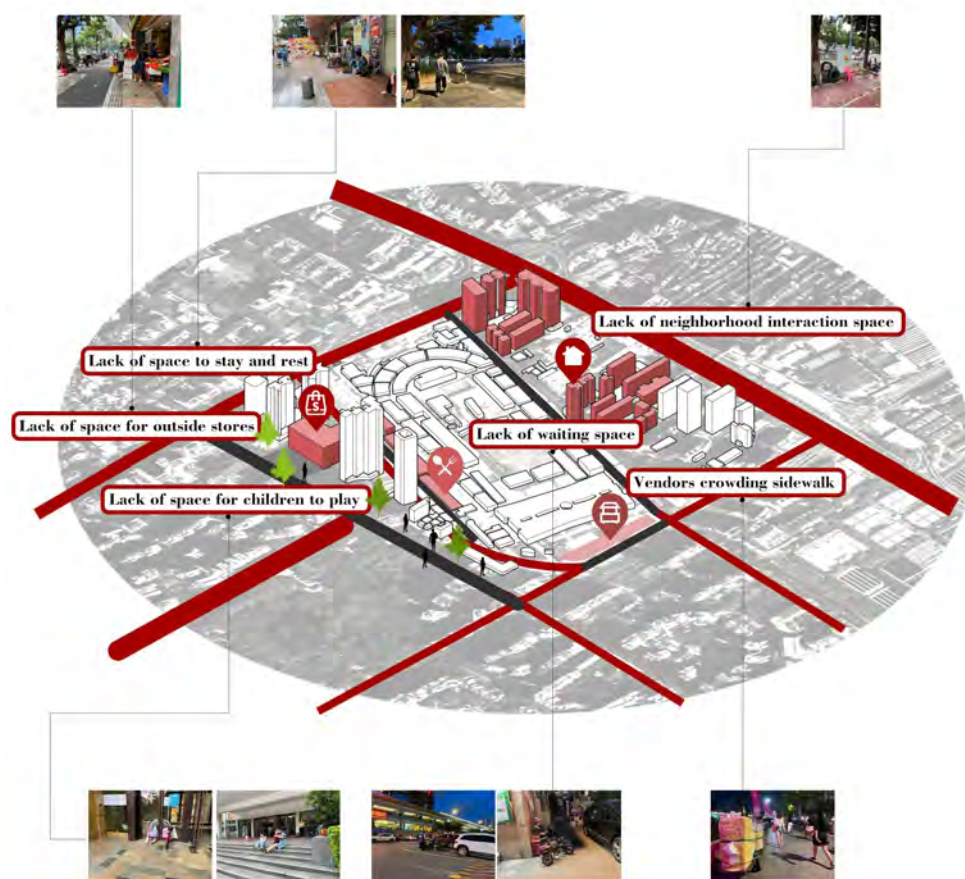 Lack of neighborhood interaction space
Lack of space to stay and rest
Lack of space for outside stores
Lack of waiting space
Vendors crowding sidewalk
Lack of space for children to play